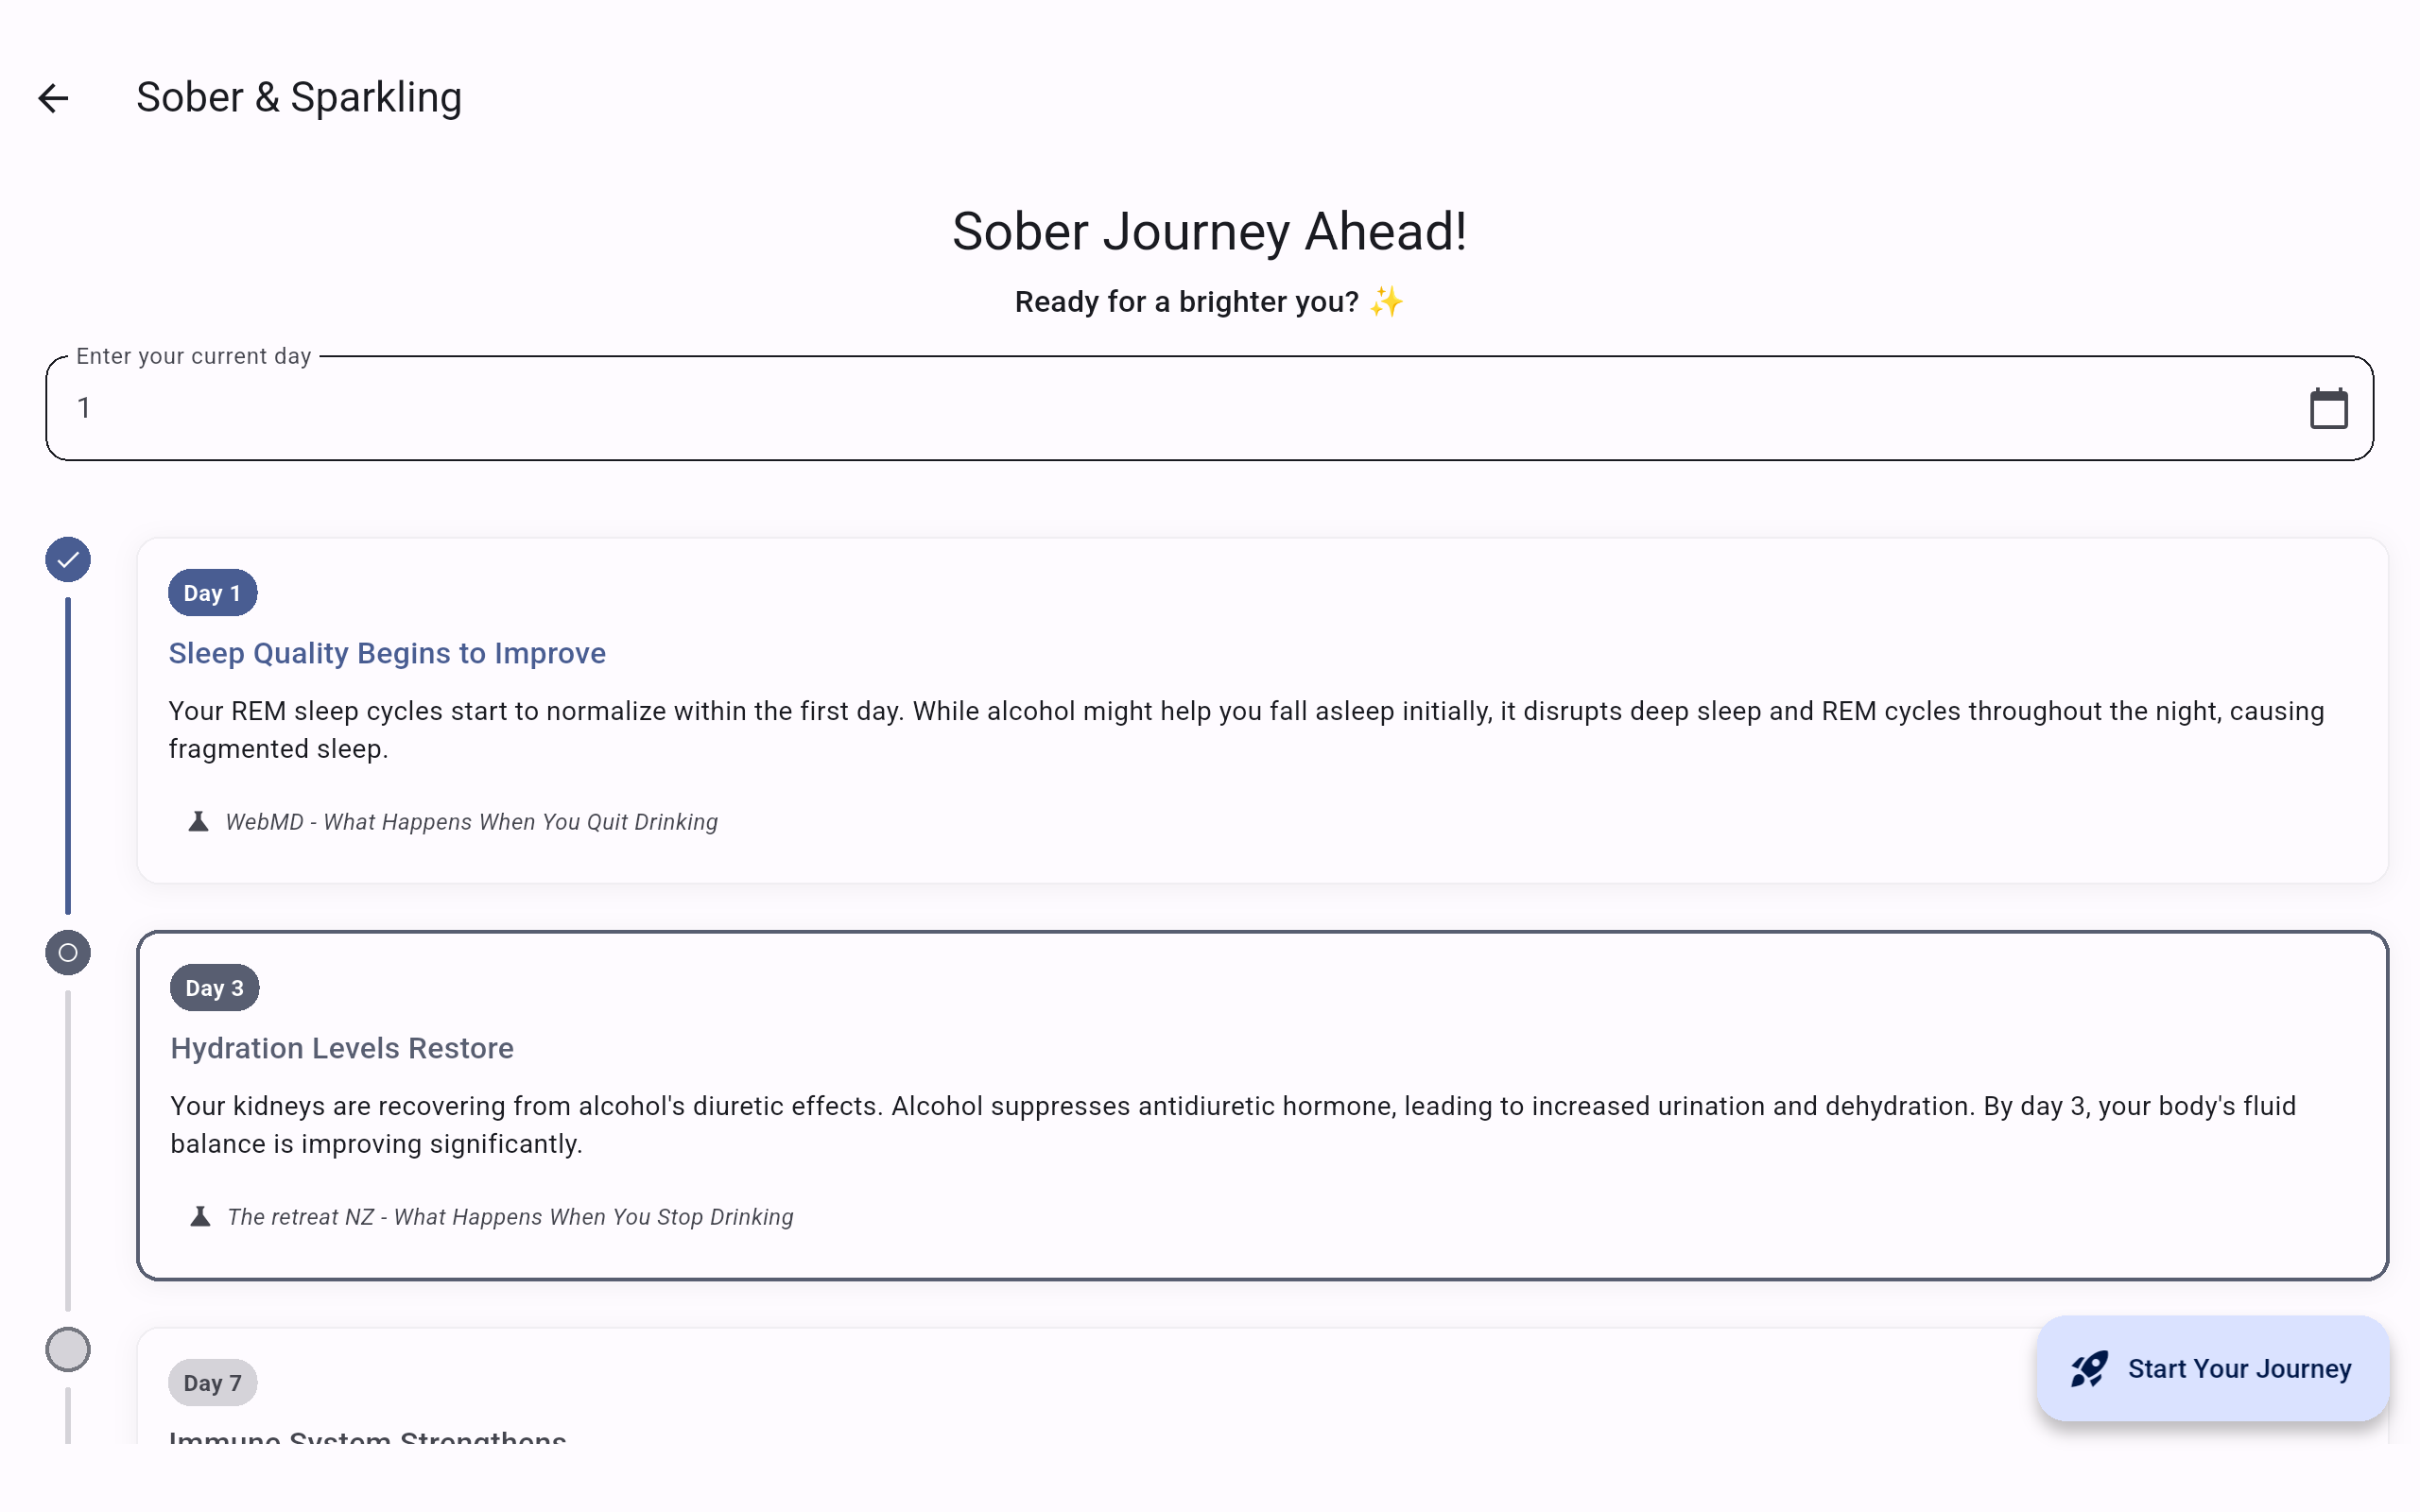 Sober & Sparkling
Sober Journey Ahead!
Ready for a brighter you? ✨
Enter your current day
1
Day 1
Sleep Quality Begins to Improve
Your REM sleep cycles start to normalize within the first day. While alcohol might help you fall asleep initially, it disrupts deep sleep and REM cycles throughout the night, causing
fragmented sleep.
WebMD - What Happens When You Quit Drinking
Day 3
Hydration Levels Restore
Your kidneys are recovering from alcohol's diuretic effects. Alcohol suppresses antidiuretic hormone, leading to increased urination and dehydration. By day 3, your body's fluid
balance is improving significantly.
The retreat NZ - What Happens When You Stop Drinking
Day 7
Immune System Strengthens
Start Your Journey